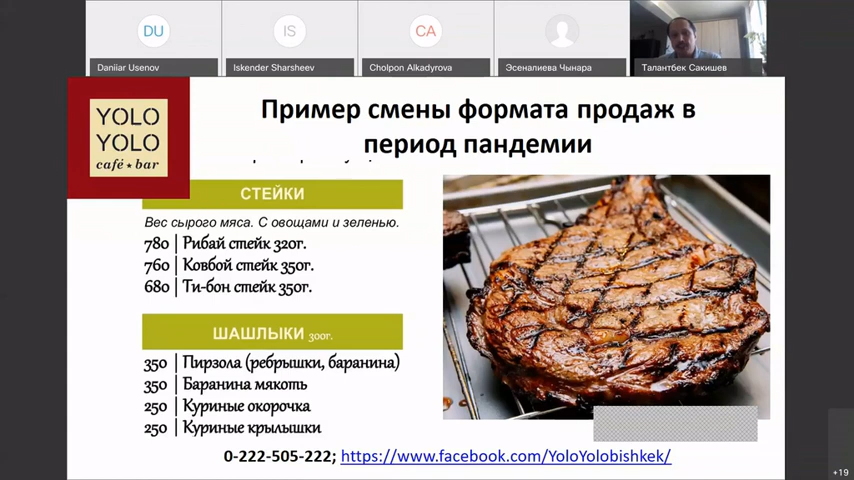 DU
IS
CA
Daniiar Usenov
Iskender Sharsheev
Cholpon Alkadyrova
Эсеналиева Чынара
Талантбек Сакишев
YOLO
YOLO
café ★ bar
Пример смены формата продаж в
период пандемии
СТЕЙКИ
Вес сырого мяса. С овощами и зеленью.
780 | Рибай стейк 320г.
760 | Ковбой стейк 350г.
680 | Ти-бон стейк 350г.
ШАШЛЫКИ 300г.
350 | Пирзола (ребрышки, баранина)
350 | Баранина мякоть
250 | Куриные окорочка
250 | Куриные крылышки
0-222-505-222; https://www.facebook.com/YoloYolobishkek/
+19